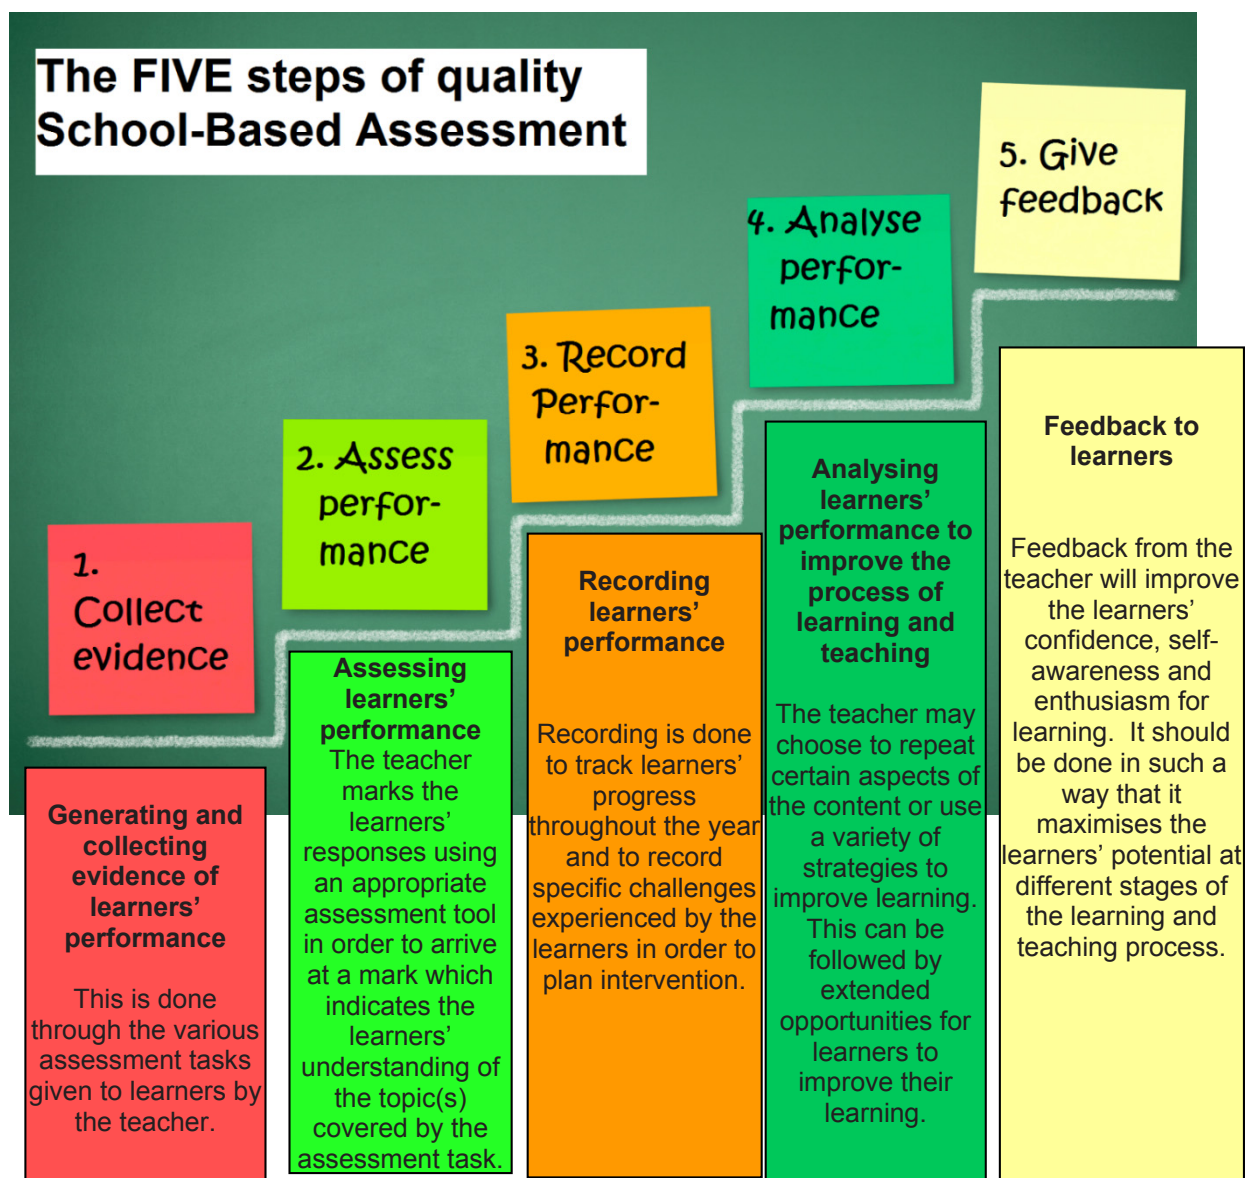 The FIVE steps of quality
School-Based Assessment
1.
Collect
evidence
2. Assess
perfor-
mance
3. Record
Perfor-
mance
4. Analyse
perfor-
mance
5. Give
feedback
Generating and
collecting
evidence of
learners’
performance
This is done
through the various
assessment tasks
given to learners by
the teacher.
Assessing
learners’
performance
The teacher
marks the
learners’
responses using
an appropriate
assessment tool
in order to arrive
at a mark which
indicates the
learners’
understanding of
the topic(s)
covered by the
assessment task.
Recording
learners’
performance
Recording is done
to track learners’
progress
throughout the year
and to record
specific challenges
experienced by the
learners in order to
plan intervention.
Analysing
learners’
performance to
improve the
process of
learning and
teaching
The teacher may
choose to repeat
certain aspects of
the content or use
a variety of
strategies to
improve learning.
This can be
followed by
extended
opportunities for
learners to
improve their
learning.
Feedback to
learners
Feedback from the
teacher will improve
the learners’
confidence, self-
awareness and
enthusiasm for
learning.  It should
be done in such a
way that it
maximises the
learners’ potential at
different stages of
the learning and
teaching process.